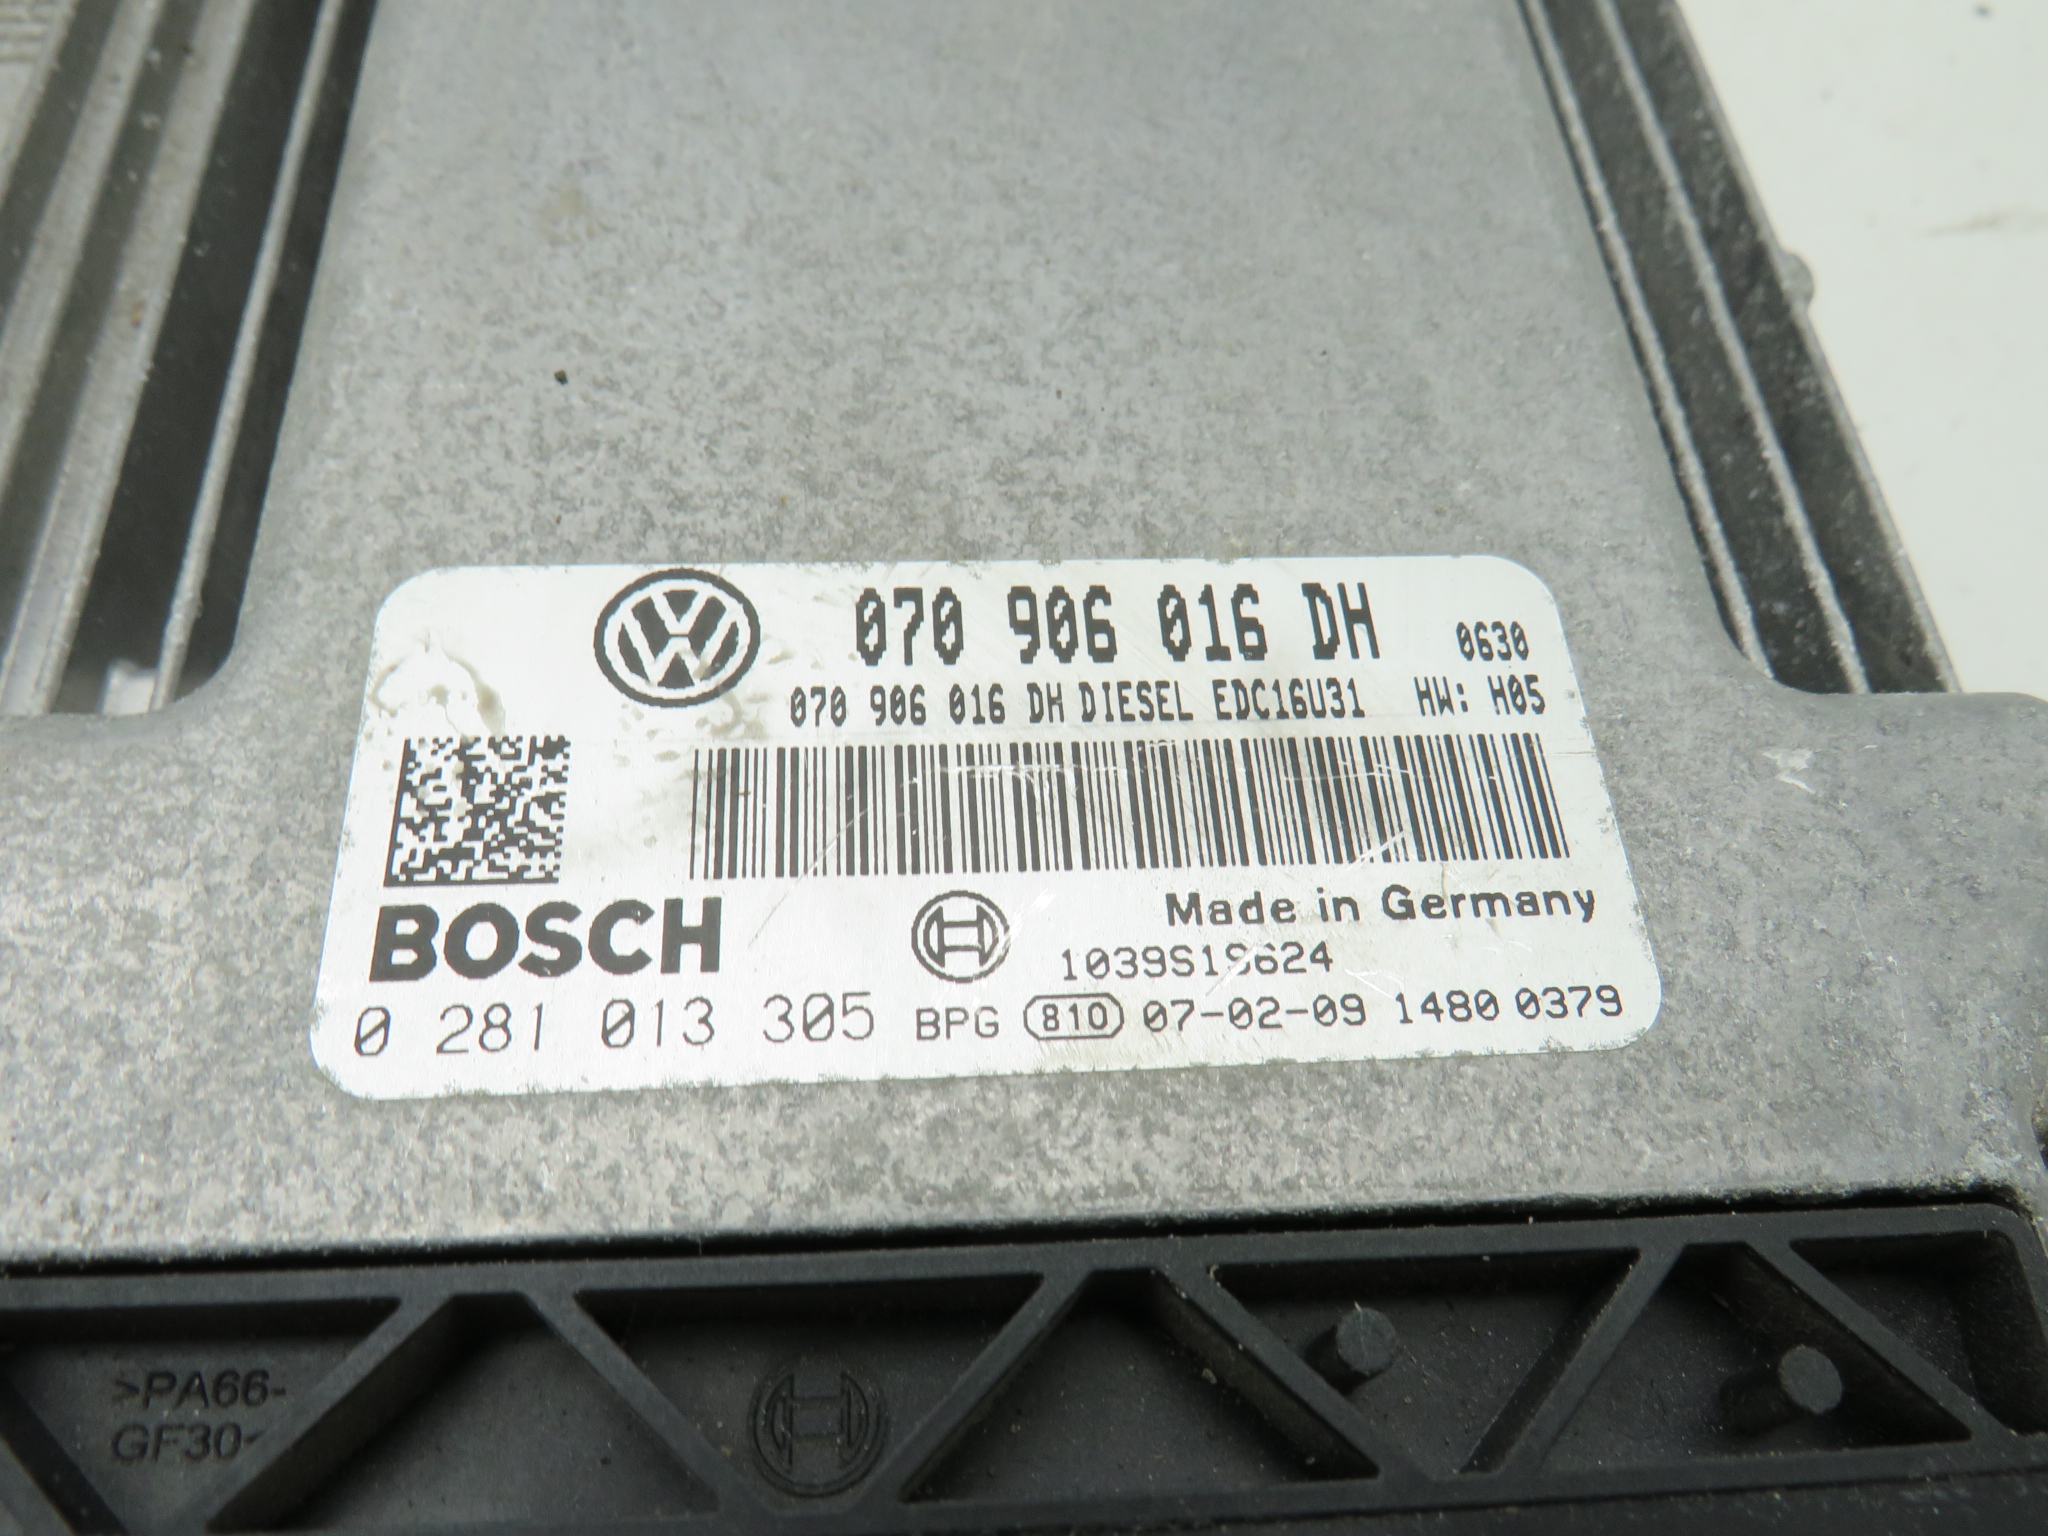 070 906 016 DH 0630
070 906 016 DH DIESEL EDC16U31 HW: H05
BOSCH Made in Germany
1039S19624
0 281 013 305 BPG 810 07-02-09 1480 0379
>PA66-
GF30<